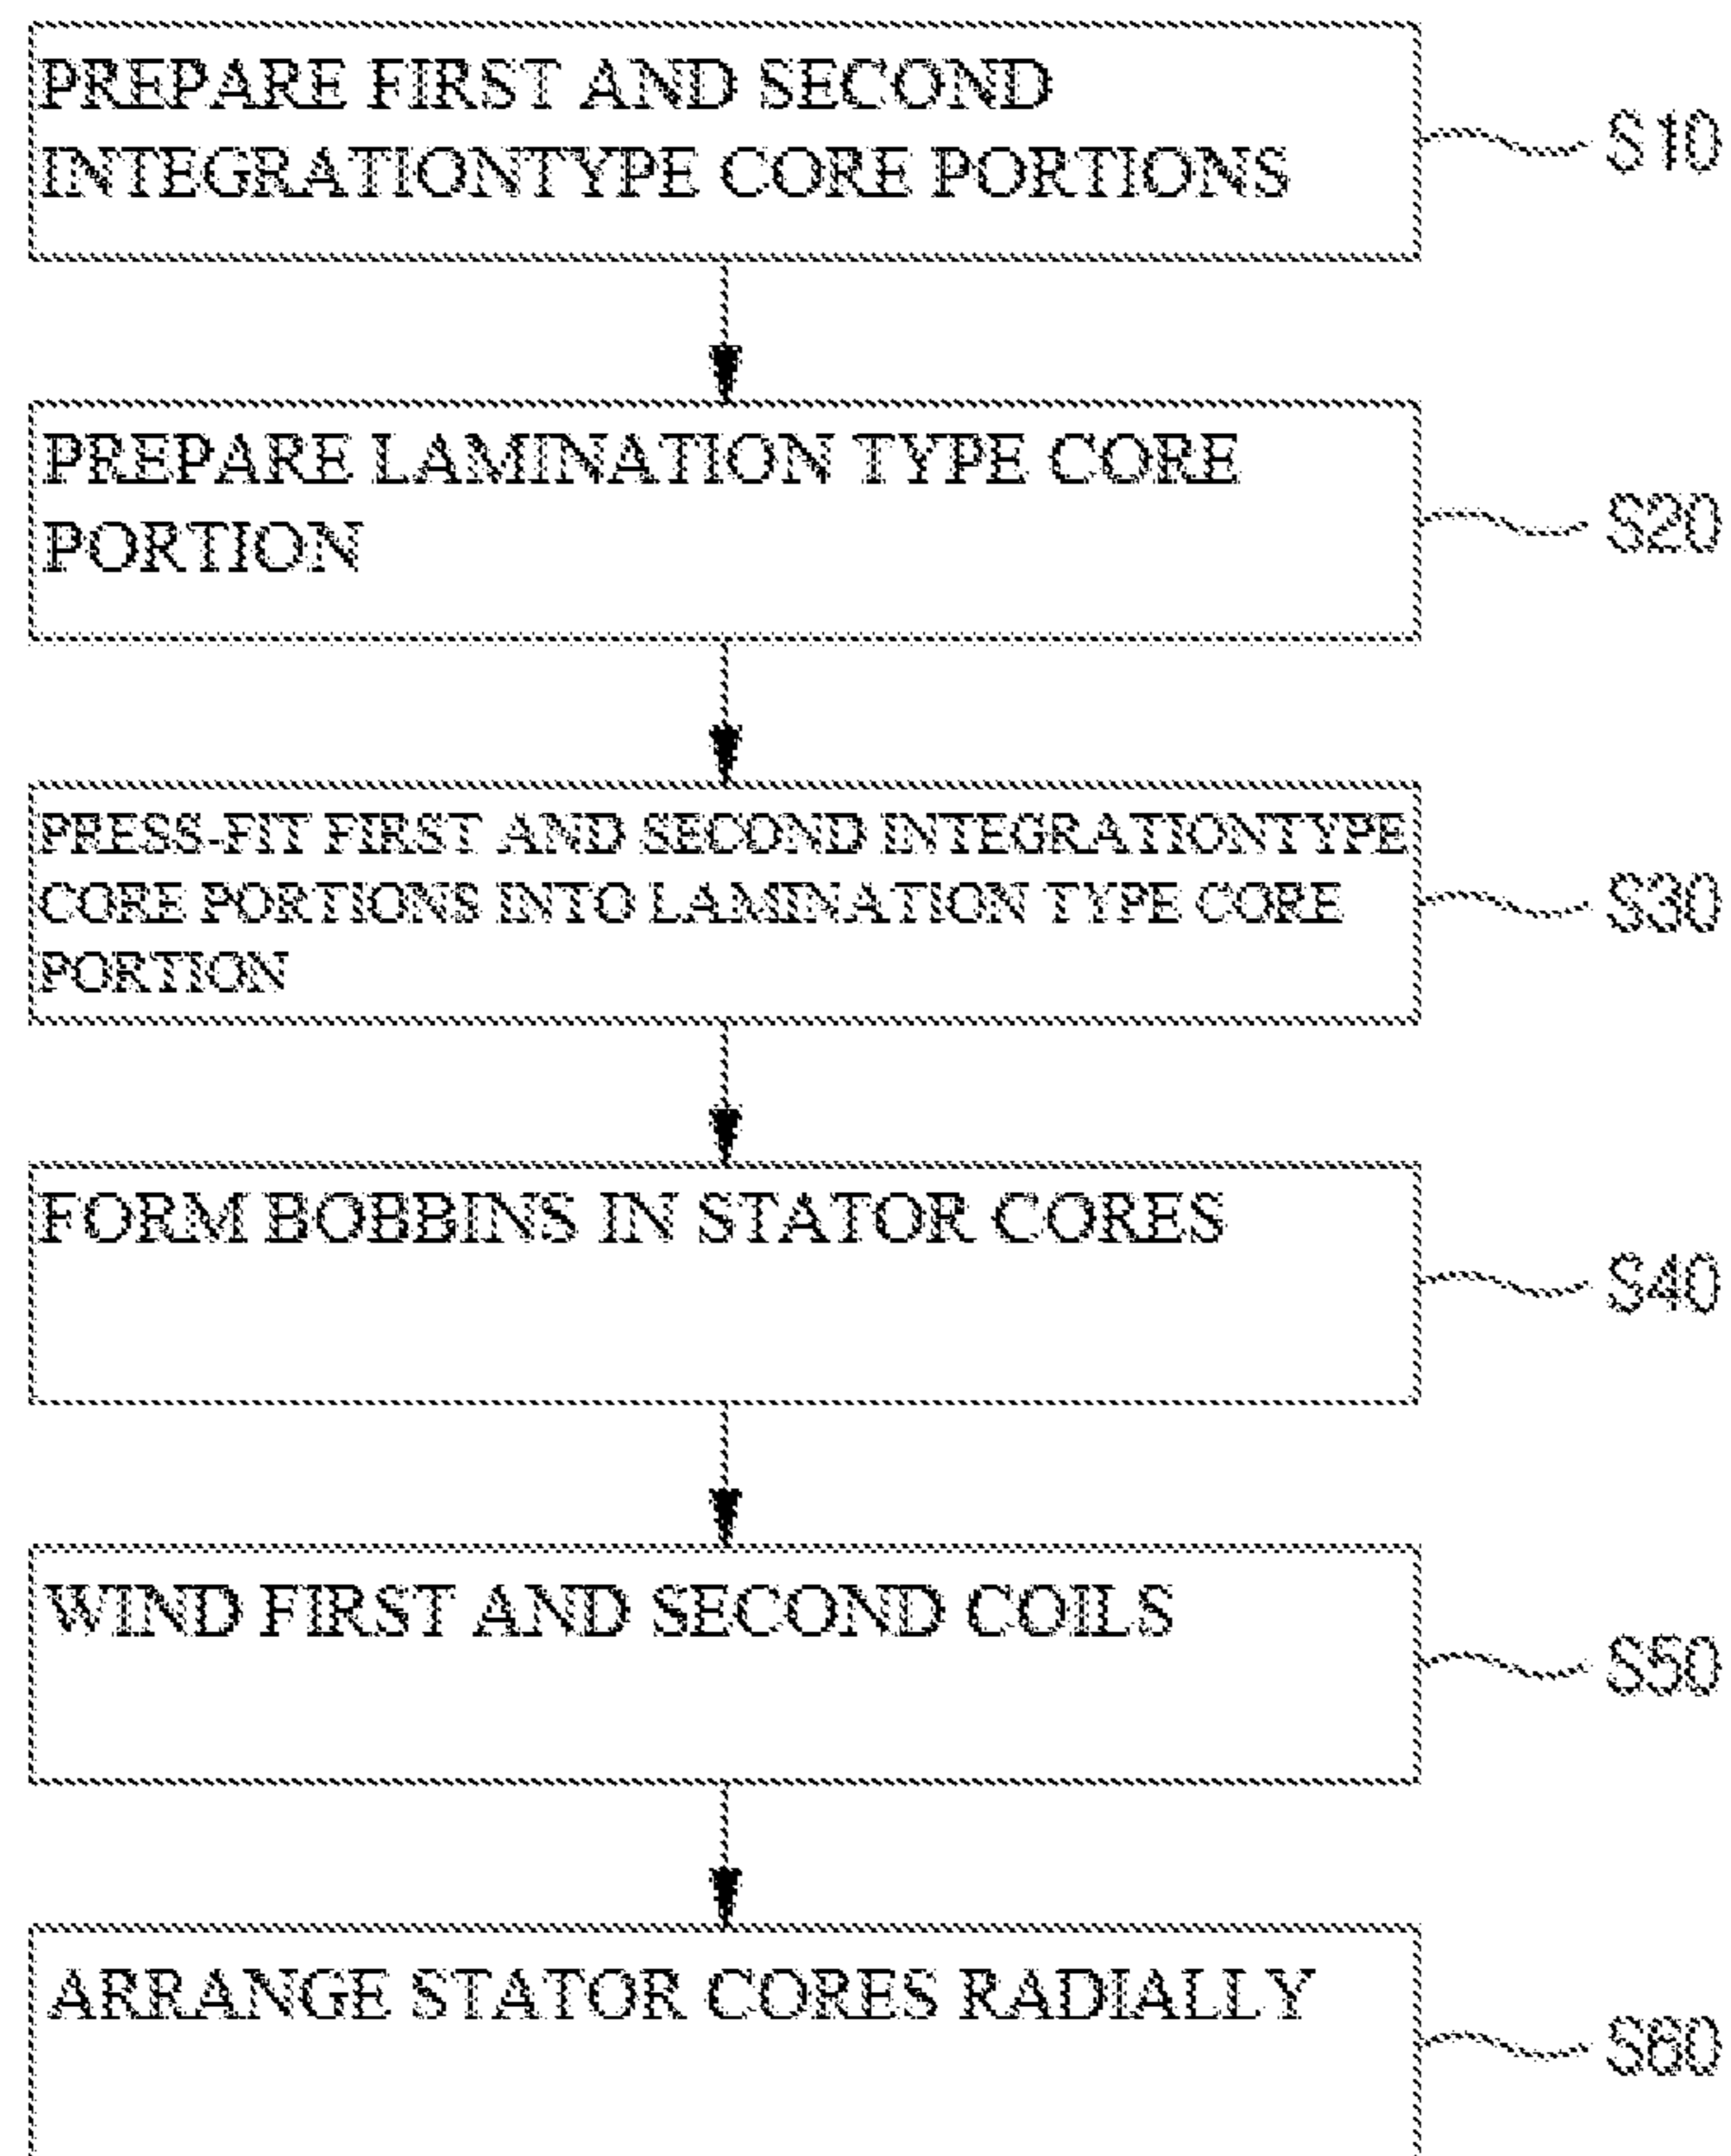 PREPARE FIRST AND SECOND
INTEGRATIONTYPE CORE PORTIONS
S10
PREPARE LAMINATION TYPE CORE
PORTION
S20
PRESS-FIT FIRST AND SECOND INTEGRATIONTYPE
CORE PORTIONS INTO LAMINATION TYPE CORE
PORTION
S30
FORM BOBBINS IN STATOR CORES
S40
WIND FIRST AND SECOND COILS
S50
ARRANGE STATOR CORES RADIALLY
S60